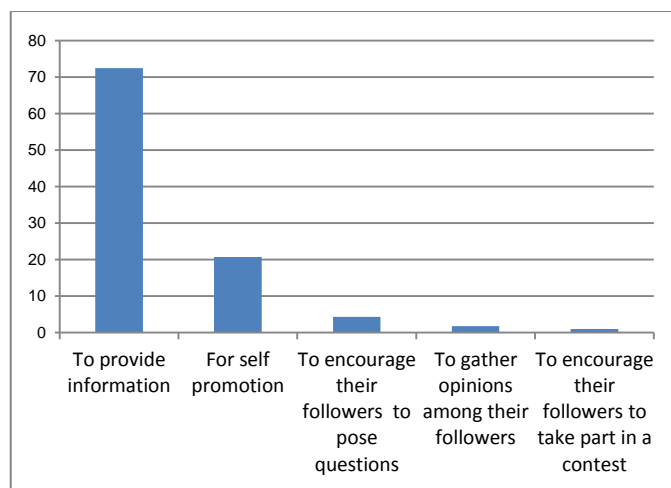 80
70
60
50
40
30
20
10
0
To provide
information
For self
promotion
To encourage
their
followers  to
pose
questions
To gather
opinions
among their
followers
To encourage
their
followers to
take part in a
contest